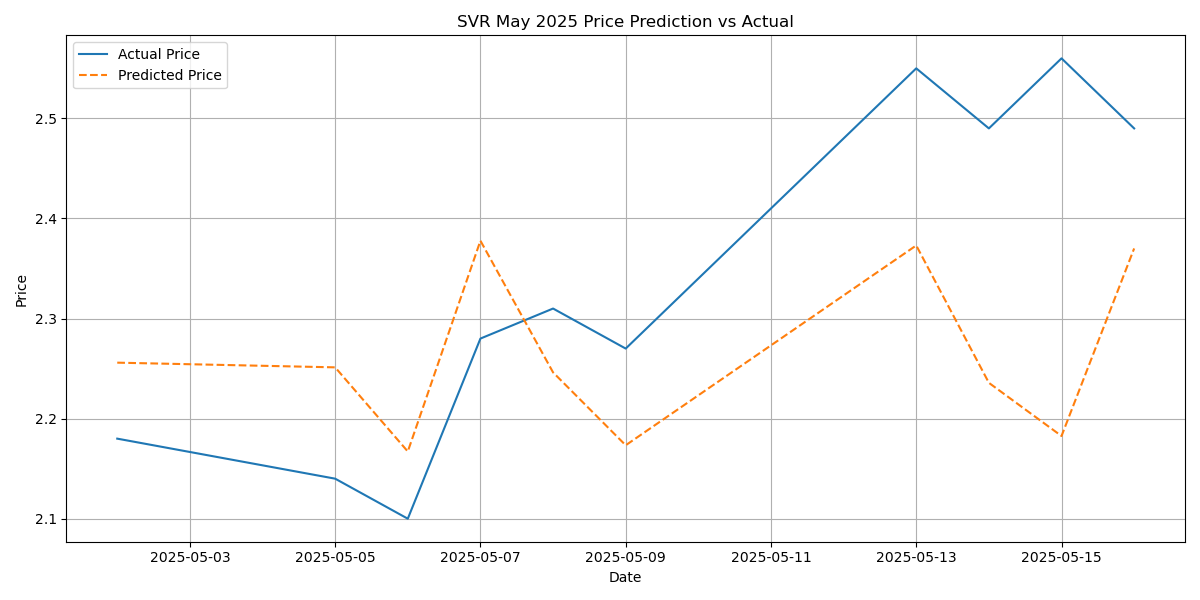 SVR May 2025 Price Prediction vs Actual
Actual Price
Predicted Price
Price
2.5
2.4
2.3
2.2
2.1
2025-05-03
2025-05-05
2025-05-07
2025-05-09
2025-05-11
2025-05-13
2025-05-15
Date